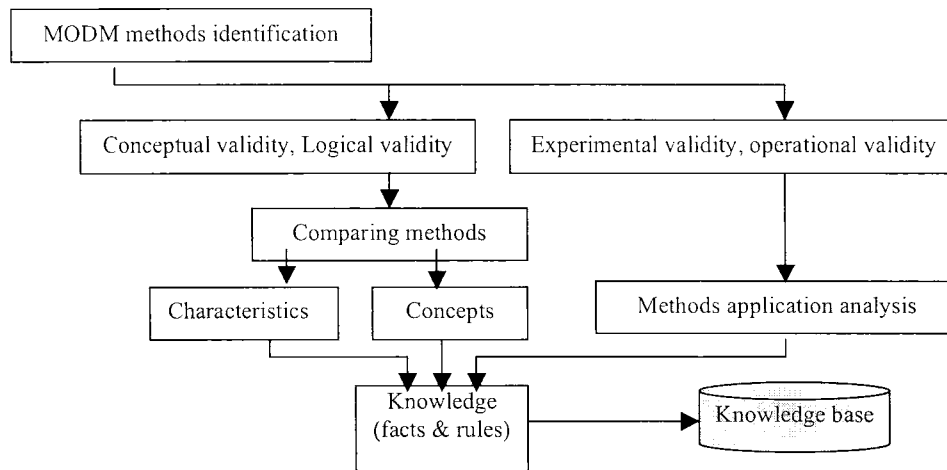 MODM methods identification
Conceptual validity, Logical validity
Experimental validity, operational validity
Comparing methods
Characteristics
Concepts
Methods application analysis
Knowledge
(facts & rules)
Knowledge base